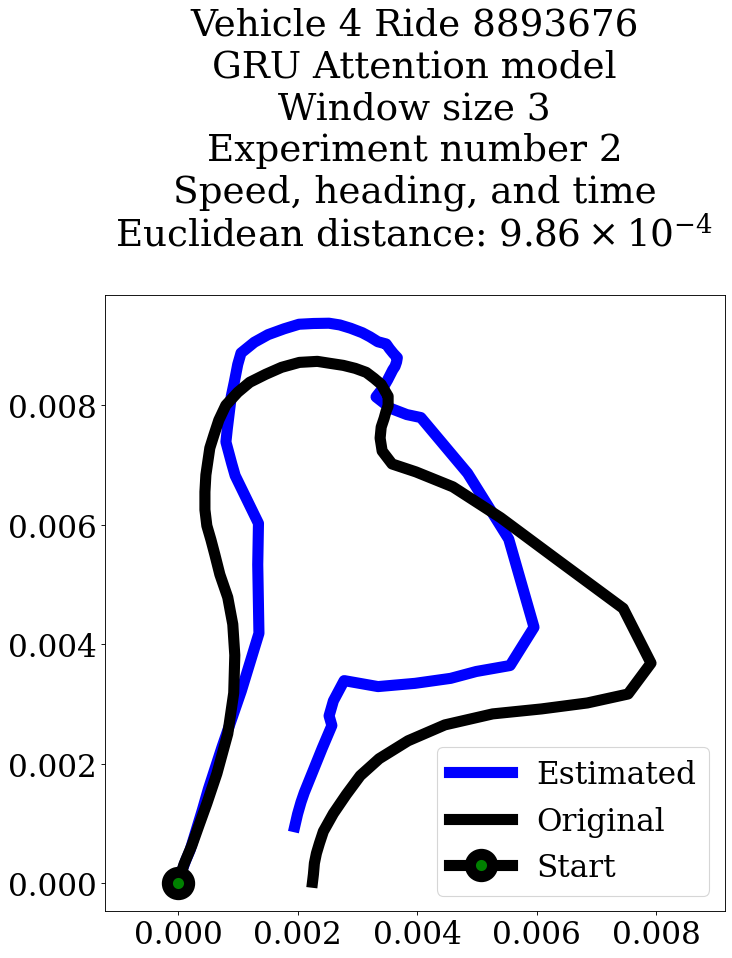 Vehicle 4 Ride 8893676
GRU Attention model
Window size 3
Experiment number 2
Speed, heading, and time
Euclidean distance: 9.86 × 10⁻⁴
0.008
0.006
0.004
0.002
0.000
Estimated
Original
Start
0.000 0.002 0.004 0.006 0.008